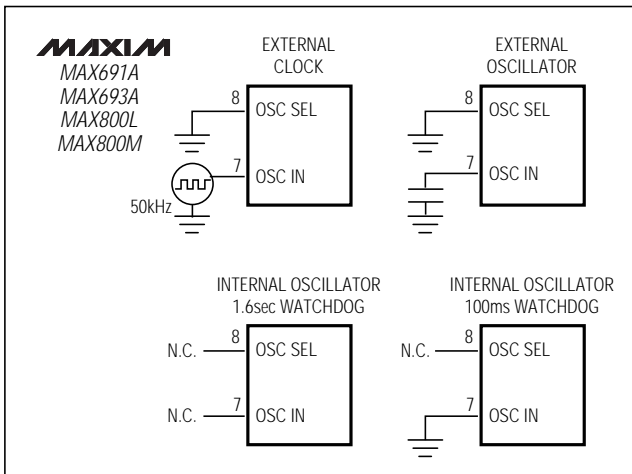 MAXIM
MAX691A
MAX693A
MAX800L
MAX800M
EXTERNAL
CLOCK
8
OSC SEL
7
OSC IN
50kHz
EXTERNAL
OSCILLATOR
8
OSC SEL
7
OSC IN
INTERNAL OSCILLATOR
1.6sec WATCHDOG
N.C.
8
OSC SEL
N.C.
7
OSC IN
INTERNAL OSCILLATOR
100ms WATCHDOG
N.C.
8
OSC SEL
7
OSC IN